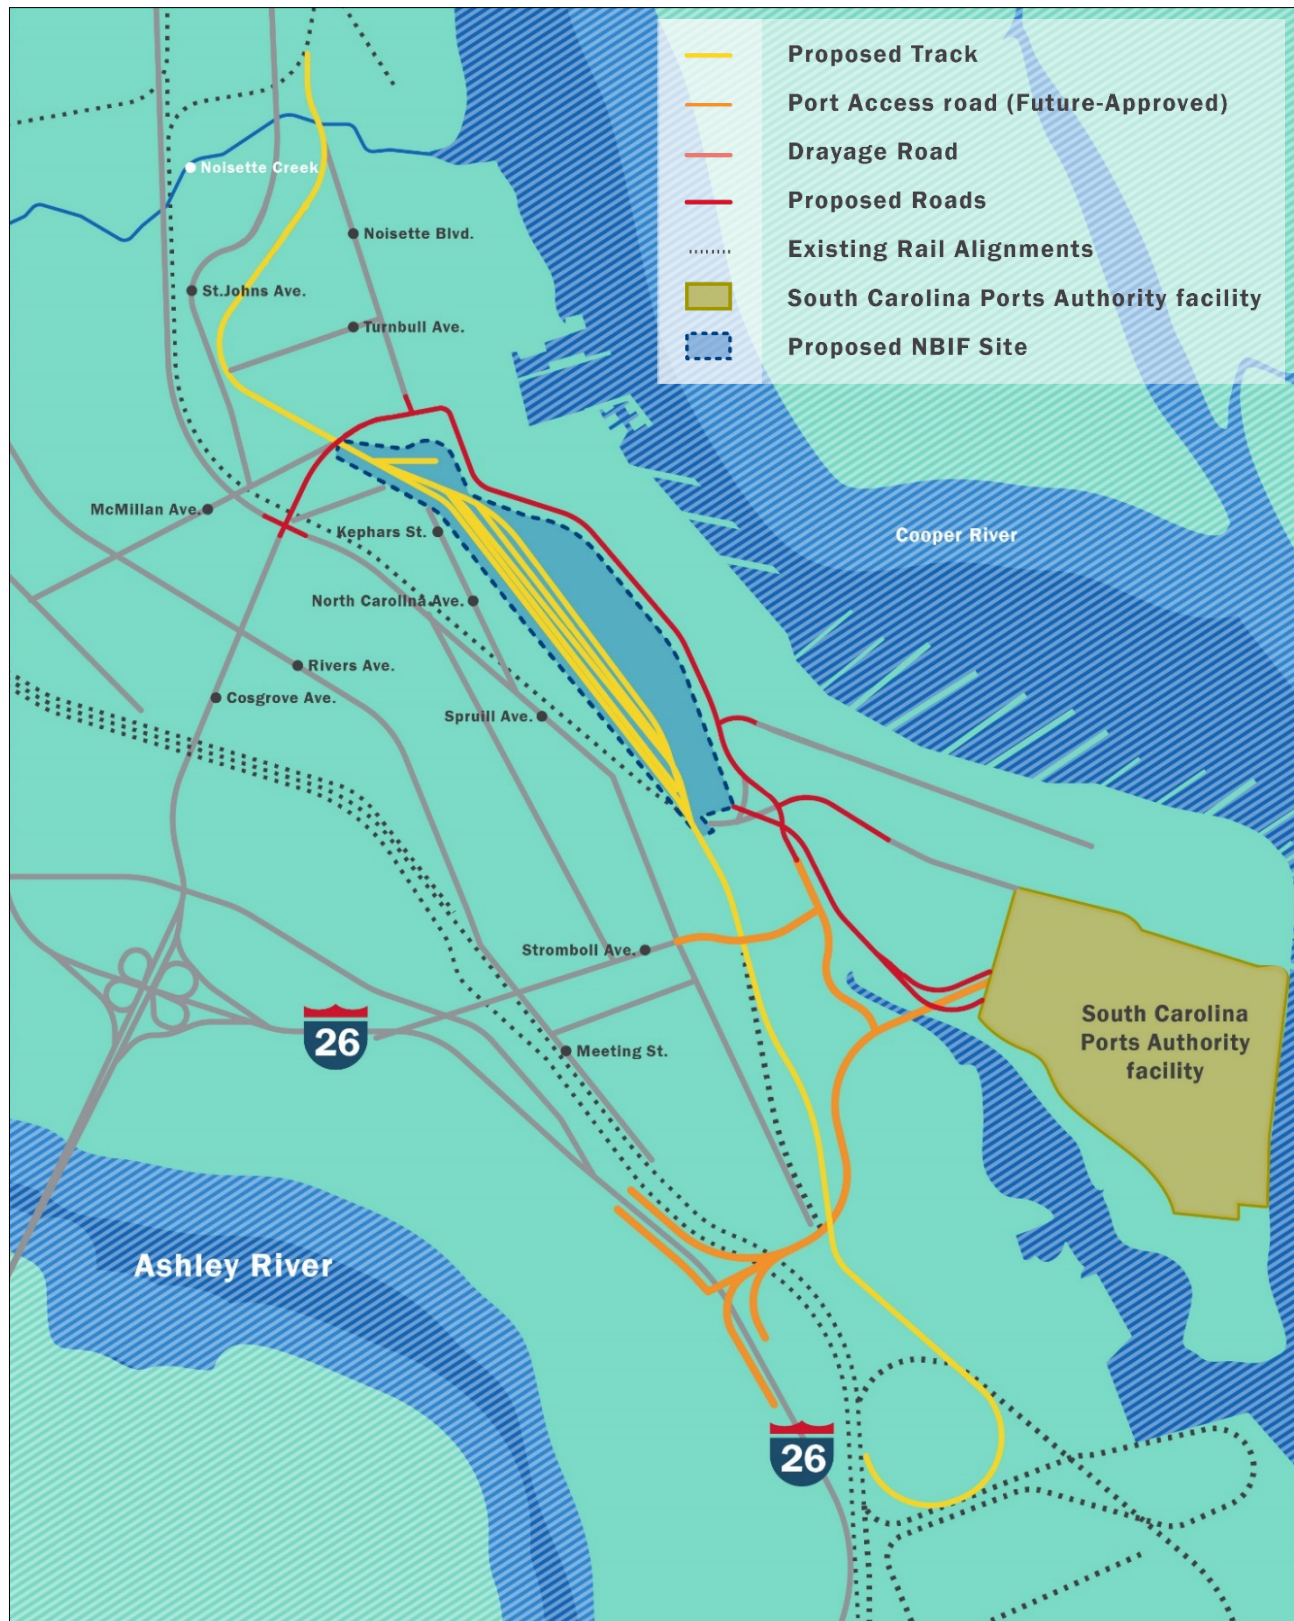 Proposed Track
Port Access road (Future-Approved)
Drayage Road
Proposed Roads
Existing Rail Alignments
South Carolina Ports Authority facility
Proposed NBIF Site
Noisette Creek
Noisette Blvd.
St.Johns Ave.
Turnbull Ave.
McMillan Ave.
Kephars St.
Cooper River
North Carolina Ave.
Rivers Ave.
Cosgrove Ave.
Spruill Ave.
Stromboll Ave.
South Carolina
Ports Authority
facility
26
Meeting St.
Ashley River
26